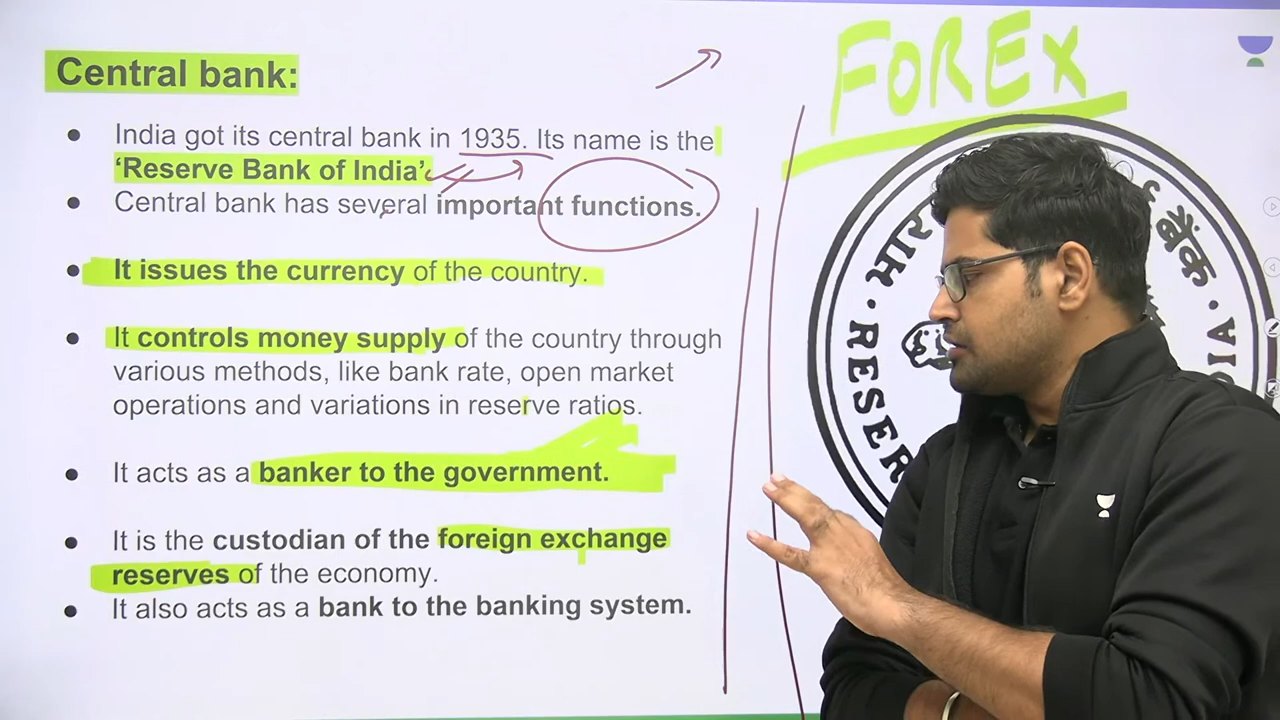 FOREX
Central bank:
● India got its central bank in 1935. Its name is the
‘Reserve Bank of India’
● Central bank has several important functions.
● It issues the currency of the country.
● It controls money supply of the country through
various methods, like bank rate, open market
operations and variations in reserve ratios.
● It acts as a banker to the government.
● It is the custodian of the foreign exchange
reserves of the economy.
● It also acts as a bank to the banking system.
बैंक